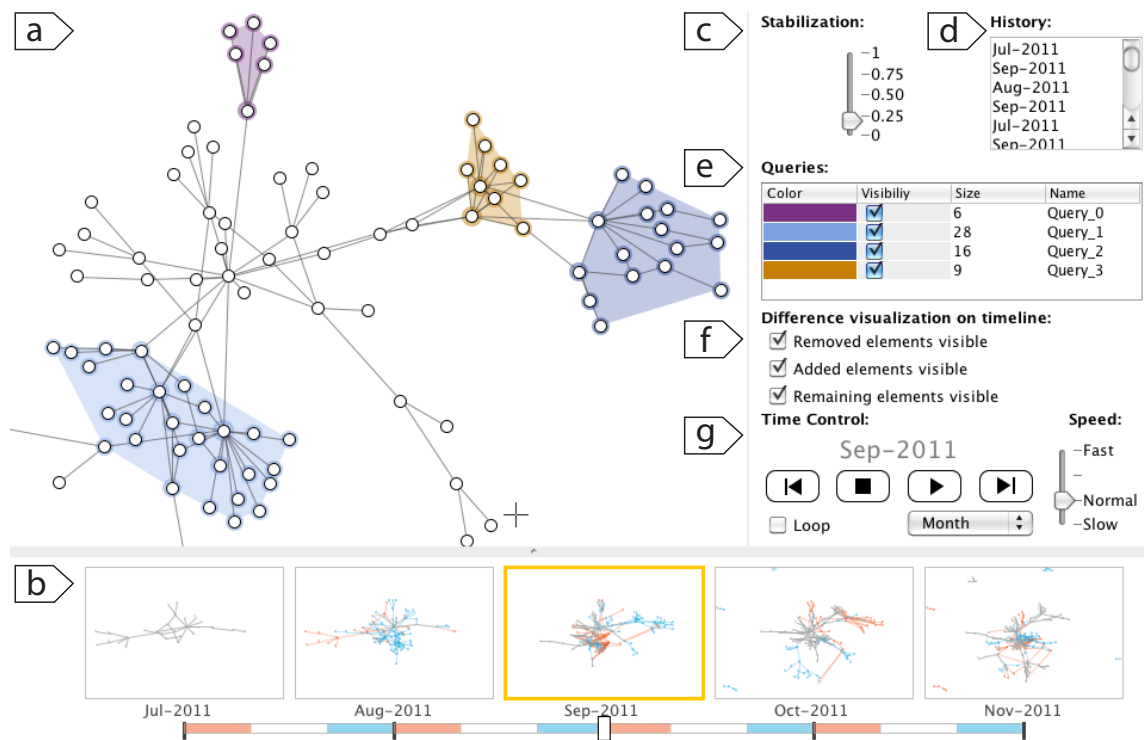 a
c
Stabilization:
1
0.75
0.50
0.25
0
d
History:
Jul-2011
Sep-2011
Aug-2011
Sep-2011
Jul-2011
Sep-2011
e
Queries:
Color Visibiliy Size Name
6 Query_0
28 Query_1
16 Query_2
9 Query_3
f
Difference visualization on timeline:
Removed elements visible
Added elements visible
Remaining elements visible
g
Time Control:
Sep-2011
Loop
Month
Speed:
Fast
Normal
Slow
b
Jul-2011 Aug-2011 Sep-2011 Oct-2011 Nov-2011